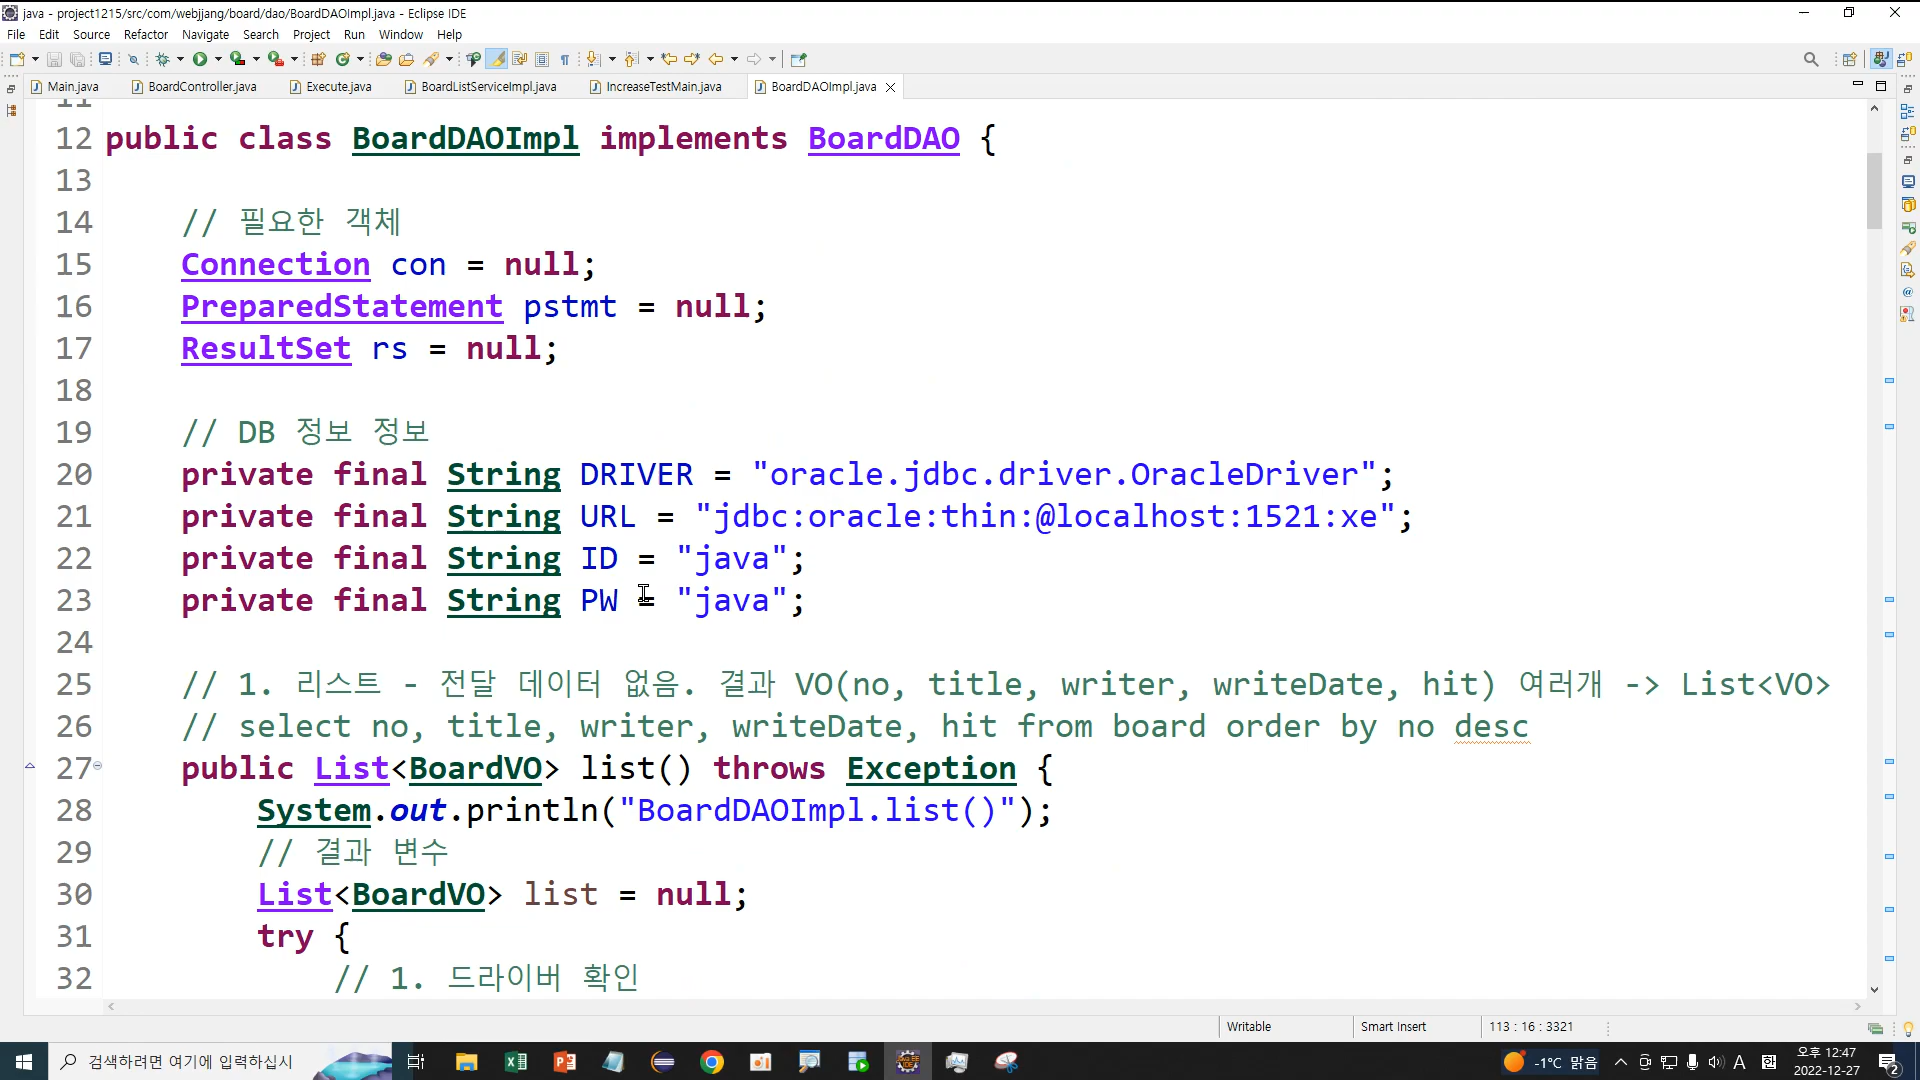 java - project1215/src/com/webjjang/board/dao/BoardDAOImpl.java - Eclipse IDE
File Edit Source Refactor Navigate Search Project Run Window Help
Main.java BoardController.java Execute.java BoardListServiceImpl.java IncreaseTestMain.java BoardDAOImpl.java
11
12 public class BoardDAOImpl implements BoardDAO {
13
14 // 필요한 객체
15 Connection con = null;
16 PreparedStatement pstmt = null;
17 ResultSet rs = null;
18
19 // DB 정보 정보
20 private final String DRIVER = "oracle.jdbc.driver.OracleDriver";
21 private final String URL = "jdbc:oracle:thin:@localhost:1521:xe";
22 private final String ID = "java";
23 private final String PW = "java";
24
25 // 1. 리스트 - 전달 데이터 없음. 결과 VO(no, title, writer, writeDate, hit) 여러개 -> List<VO>
26 // select no, title, writer, writeDate, hit from board order by no desc
27 public List<BoardVO> list() throws Exception {
28 System.out.println("BoardDAOImpl.list()");
29 // 결과 변수
30 List<BoardVO> list = null;
31 try {
32 // 1. 드라이버 확인
Writable Smart Insert 113 : 16 : 3321
검색하려면 여기에 입력하십시 -1°C 맑음 A 한 오후 12:47
2022-12-27 2